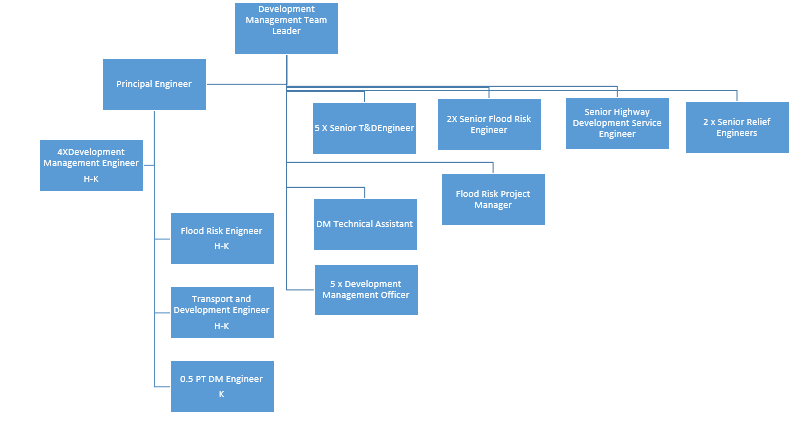 Development
Management Team
Leader
Principal Engineer
5 X Senior T&DEngineer
2X Senior Flood Risk
Engineer
Senior Highway
Development Service
Engineer
2 x Senior Relief
Engineers
4XDevelopment
Management Engineer
H-K
Flood Risk Project
Manager
DM Technical Assistant
Flood Risk Enigneer
H-K
5 x Development
Management Officer
Transport and
Development Engineer
H-K
0.5 PT DM Engineer
K